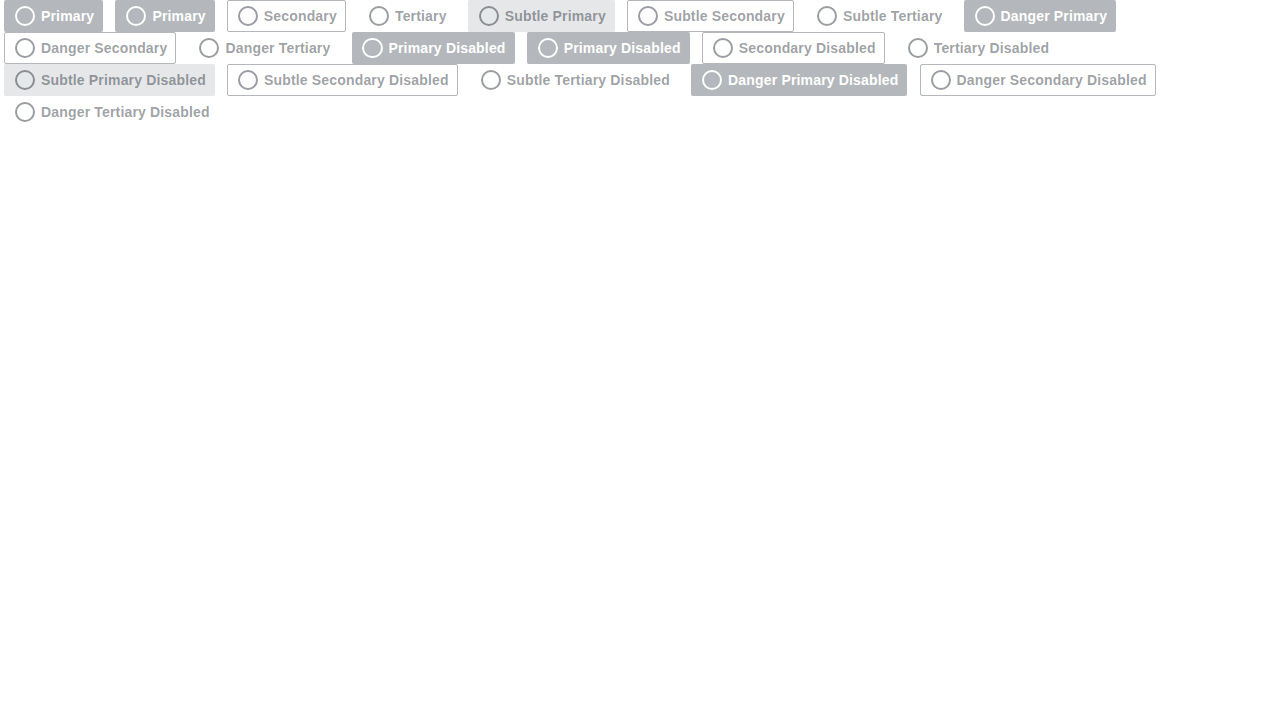 Primary Primary Secondary Tertiary Subtle Primary Subtle Secondary Subtle Tertiary Danger Primary
Danger Secondary Danger Tertiary Primary Disabled Primary Disabled Secondary Disabled Tertiary Disabled
Subtle Primary Disabled Subtle Secondary Disabled Subtle Tertiary Disabled Danger Primary Disabled Danger Secondary Disabled
Danger Tertiary Disabled